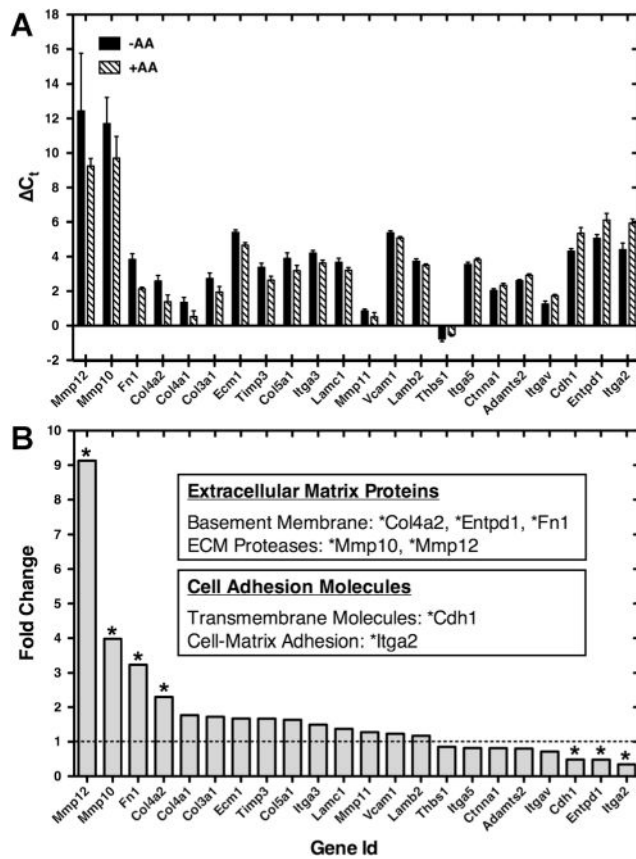 A
18
16
14
12
10
8
6
4
2
0
-2
ΔCt
-AA
+AA
Mmp12
Mmp10
Fn1
Col4a2
Col4a1
Col3a1
Ecm1
Timp3
Col5a1
Itga3
Lamc1
Mmp11
Vcam1
Lamb2
Thbs1
Itga5
Ctnna1
Adamts2
Itgav
Cdh1
Entpd1
Itga2
B
10
9
8
7
6
5
4
3
2
1
0
Fold Change
*
*
*
*
*
*
*
Extracellular Matrix Proteins
Basement Membrane: *Col4a2, *Entpd1, *Fn1
ECM Proteases: *Mmp10, *Mmp12
Cell Adhesion Molecules
Transmembrane Molecules: *Cdh1
Cell-Matrix Adhesion: *Itga2
Mmp12
Mmp10
Fn1
Col4a2
Col4a1
Col3a1
Ecm1
Timp3
Col5a1
Itga3
Lamc1
Mmp11
Vcam1
Lamb2
Thbs1
Itga5
Ctnna1
Adamts2
Itgav
Cdh1
Entpd1
Itga2
Gene Id